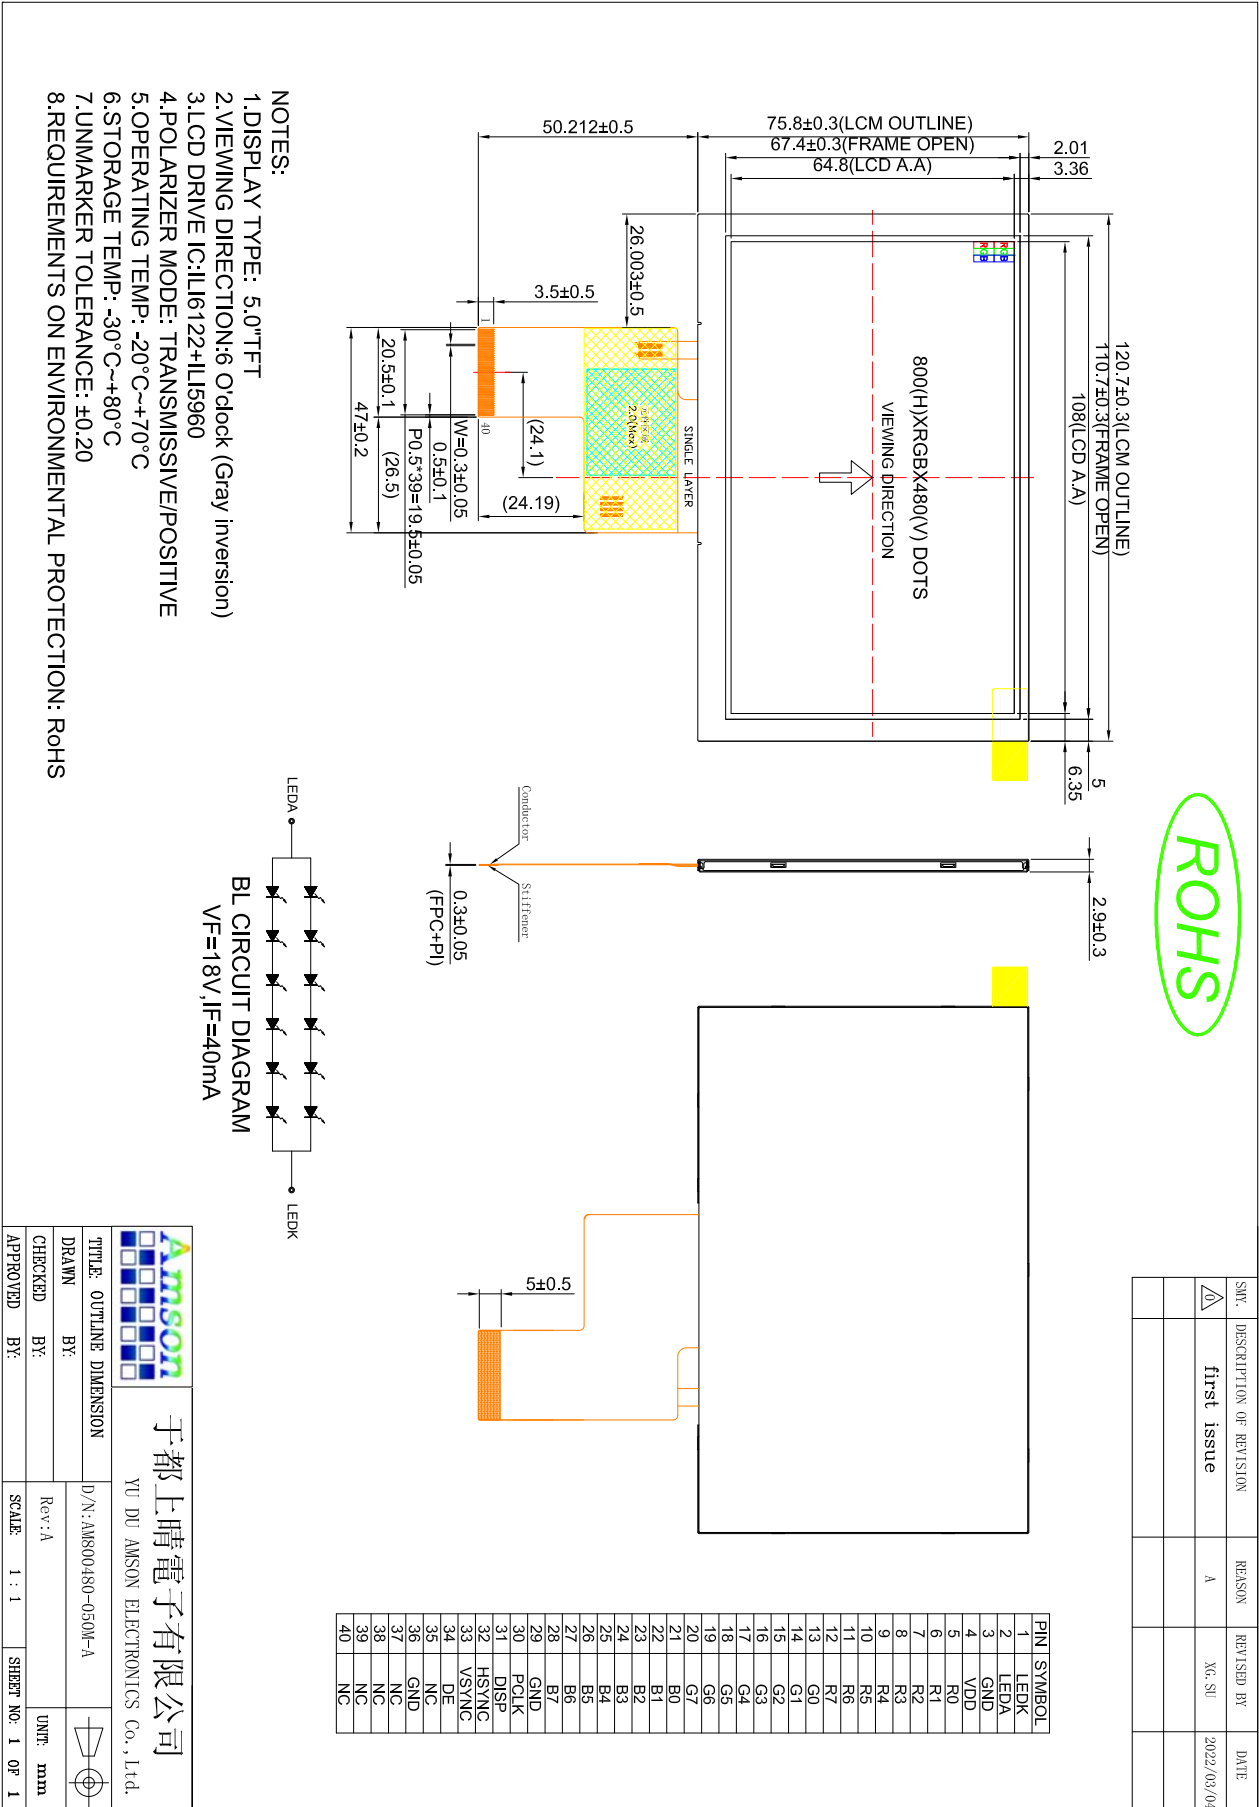 SMY. DESCRIPTION OF REVISION REASON REVISED BY DATE
0 first issue A XG.SU 2022/03/04
ROHS
120.7±0.3(LCM OUTLINE)
110.7±0.3(FRAME OPEN)
108(LCD A.A)
5
6.35
75.8±0.3(LCM OUTLINE)
67.4±0.3(FRAME OPEN)
64.8(LCD A.A)
2.01
3.36
50.212±0.5
RGB RGB
RGB RGB
800(H)XRGBX480(V) DOTS
VIEWING DIRECTION
26.003±0.5
SINGLE LAYER
元件区域
2.0(Max)
3.5±0.5
1
40
(24.1)
(24.19)
W=0.3±0.05
0.5±0.1
P0.5*39=19.5±0.05
20.5±0.1
(26.5)
47±0.2
2.9±0.3
Conductor
Stiffener
0.3±0.05
(FPC+PI)
5±0.5
PIN SYMBOL
1 LEDK
2 LEDA
3 GND
4 VDD
5 R0
6 R1
7 R2
8 R3
9 R4
10 R5
11 R6
12 R7
13 G0
14 G1
15 G2
16 G3
17 G4
18 G5
19 G6
20 G7
21 B0
22 B1
23 B2
24 B3
25 B4
26 B5
27 B6
28 B7
29 GND
30 PCLK
31 DISP
32 HSYNC
33 VSYNC
34 DE
35 NC
36 GND
37 NC
38 NC
39 NC
40 NC
NOTES:
1.DISPLAY TYPE: 5.0"TFT
2.VIEWING DIRECTION:6 O'clock (Gray inversion)
3.LCD DRIVE IC:ILI6122+ILI5960
4.POLARIZER MODE: TRANSMISSIVE/POSITIVE
5.OPERATING TEMP: -20°C~+70°C
6.STORAGE TEMP: -30°C~+80°C
7.UNMARKER TOLERANCE: ±0.20
8.REQUIREMENTS ON ENVIRONMENTAL PROTECTION: RoHS
LEDA
LEDK
BL CIRCUIT DIAGRAM
VF=18V,IF=40mA
Amson
于都上晴電子有限公司
YU DU AMSON ELECTRONICS Co.,Ltd.
TITLE: OUTLINE DIMENSION
D/N:AM800480-050M-A
DRAWN BY:
CHECKED BY:
Rev:A
UNIT: mm
APPROVED BY:
SCALE: 1 : 1
SHEET NO: 1 OF 1